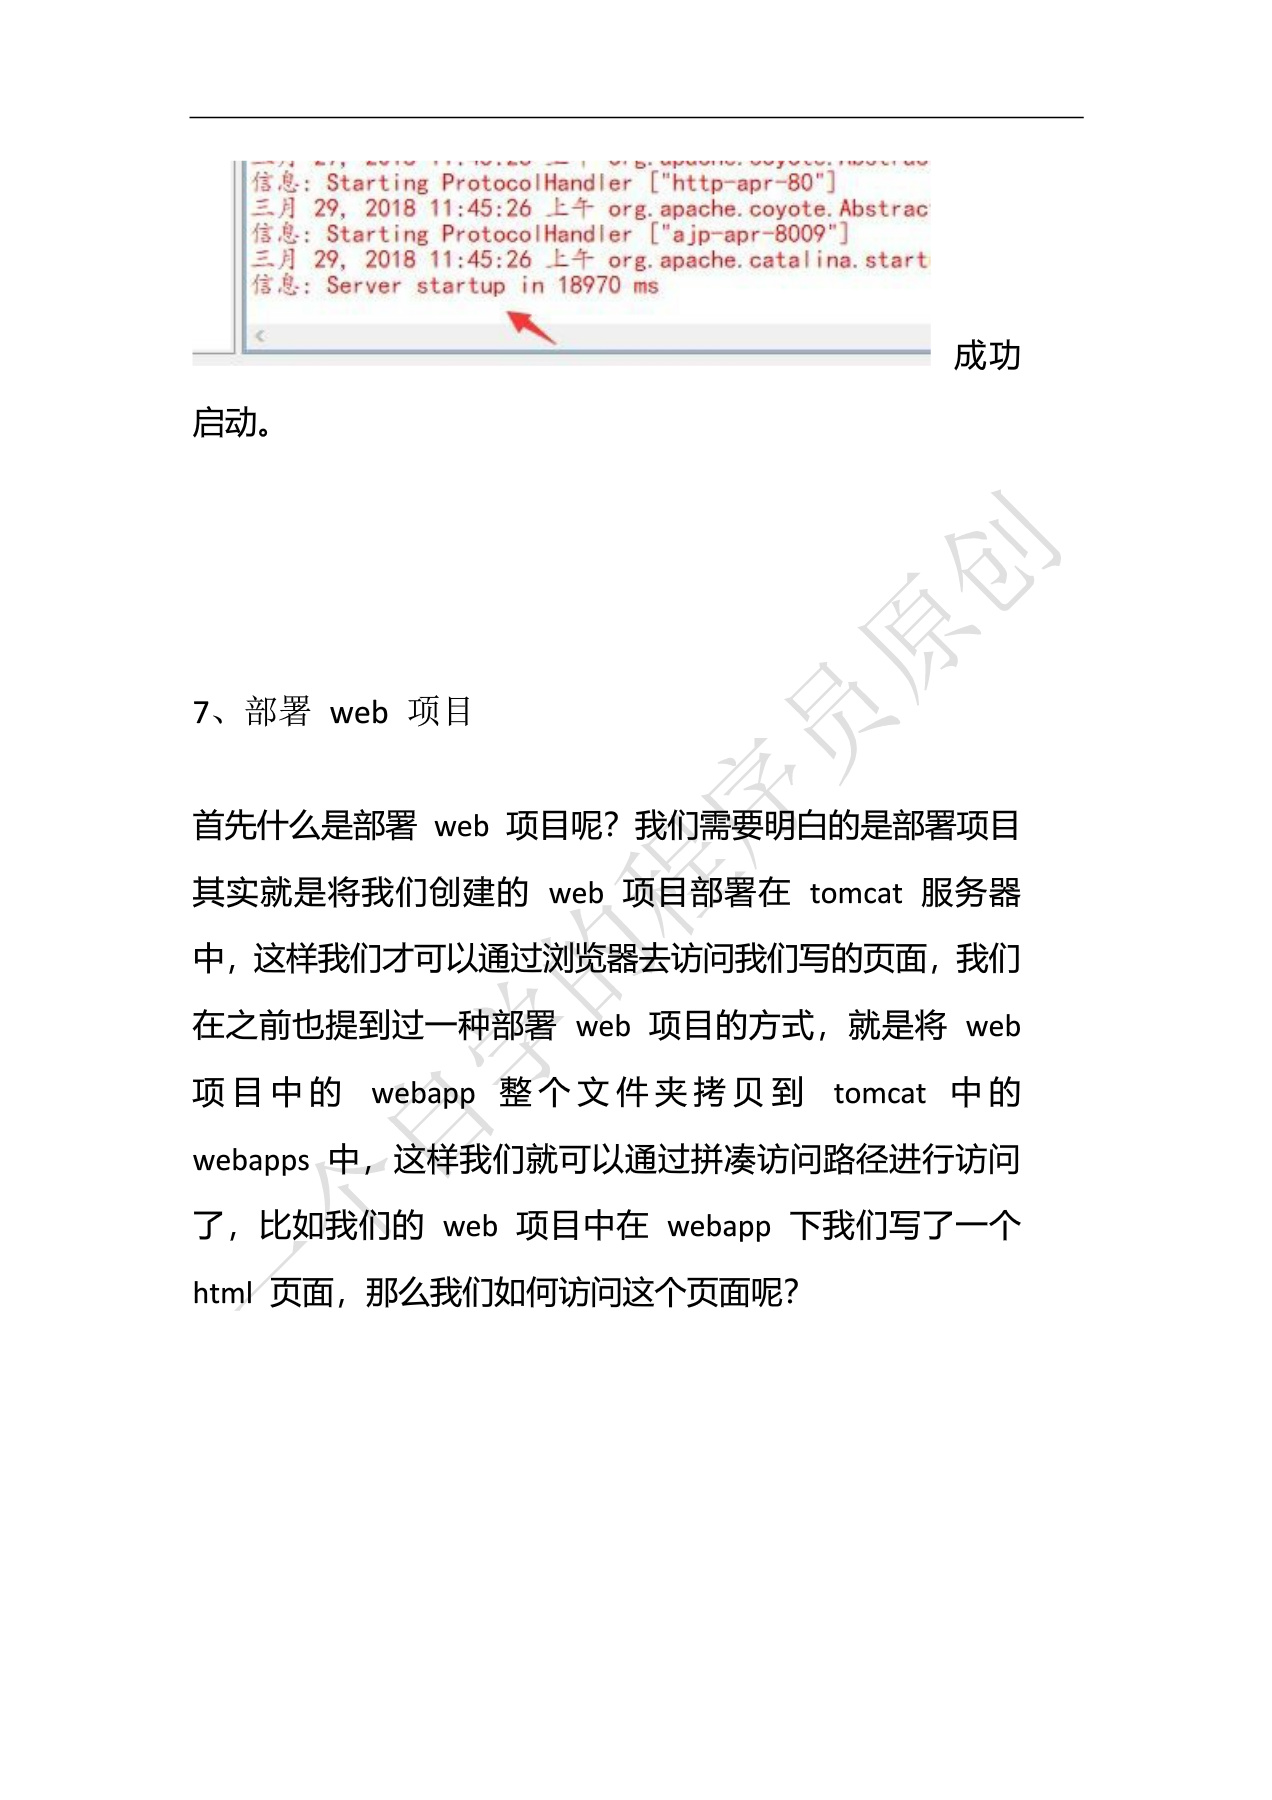 信息: Starting ProtocolHandler ["http-apr-80"]
三月 29, 2018 11:45:26 上午 org.apache.coyote.Abstrac
信息: Starting ProtocolHandler ["ajp-apr-8009"]
三月 29, 2018 11:45:26 上午 org.apache.catalina.start
信息: Server startup in 18970 ms
成功
启动。
7、部署 web 项目
首先什么是部署 web 项目呢？我们需要明白的是部署项目
其实就是将我们创建的 web 项目部署在 tomcat 服务器
中，这样我们才可以通过浏览器去访问我们写的页面，我们
在之前也提到过一种部署 web 项目的方式，就是将 web
项目中的 webapp 整个文件夹拷贝到 tomcat 中的
webapps 中，这样我们就可以通过拼凑访问路径进行访问
了，比如我们的 web 项目中在 webapp 下我们写了一个
html 页面，那么我们如何访问这个页面呢？
一个自学的程序员原创